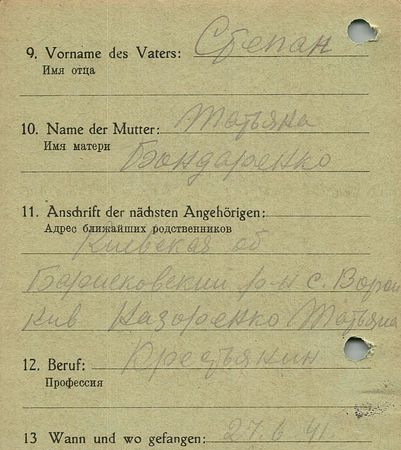 9. Vorname des Vaters: Степан
Имя отца
10. Name der Mutter: Татьяна
Имя матери
Бондаренко
11. Anschrift der nächsten Angehörigen:
Адрес ближайших родственников
Киевская об
Р-н с. Ворон
кив Назоренко Татьяна
12. Beruf: Крестьянин
Профессия
13 Wann und wo gefangen: 27.6.41